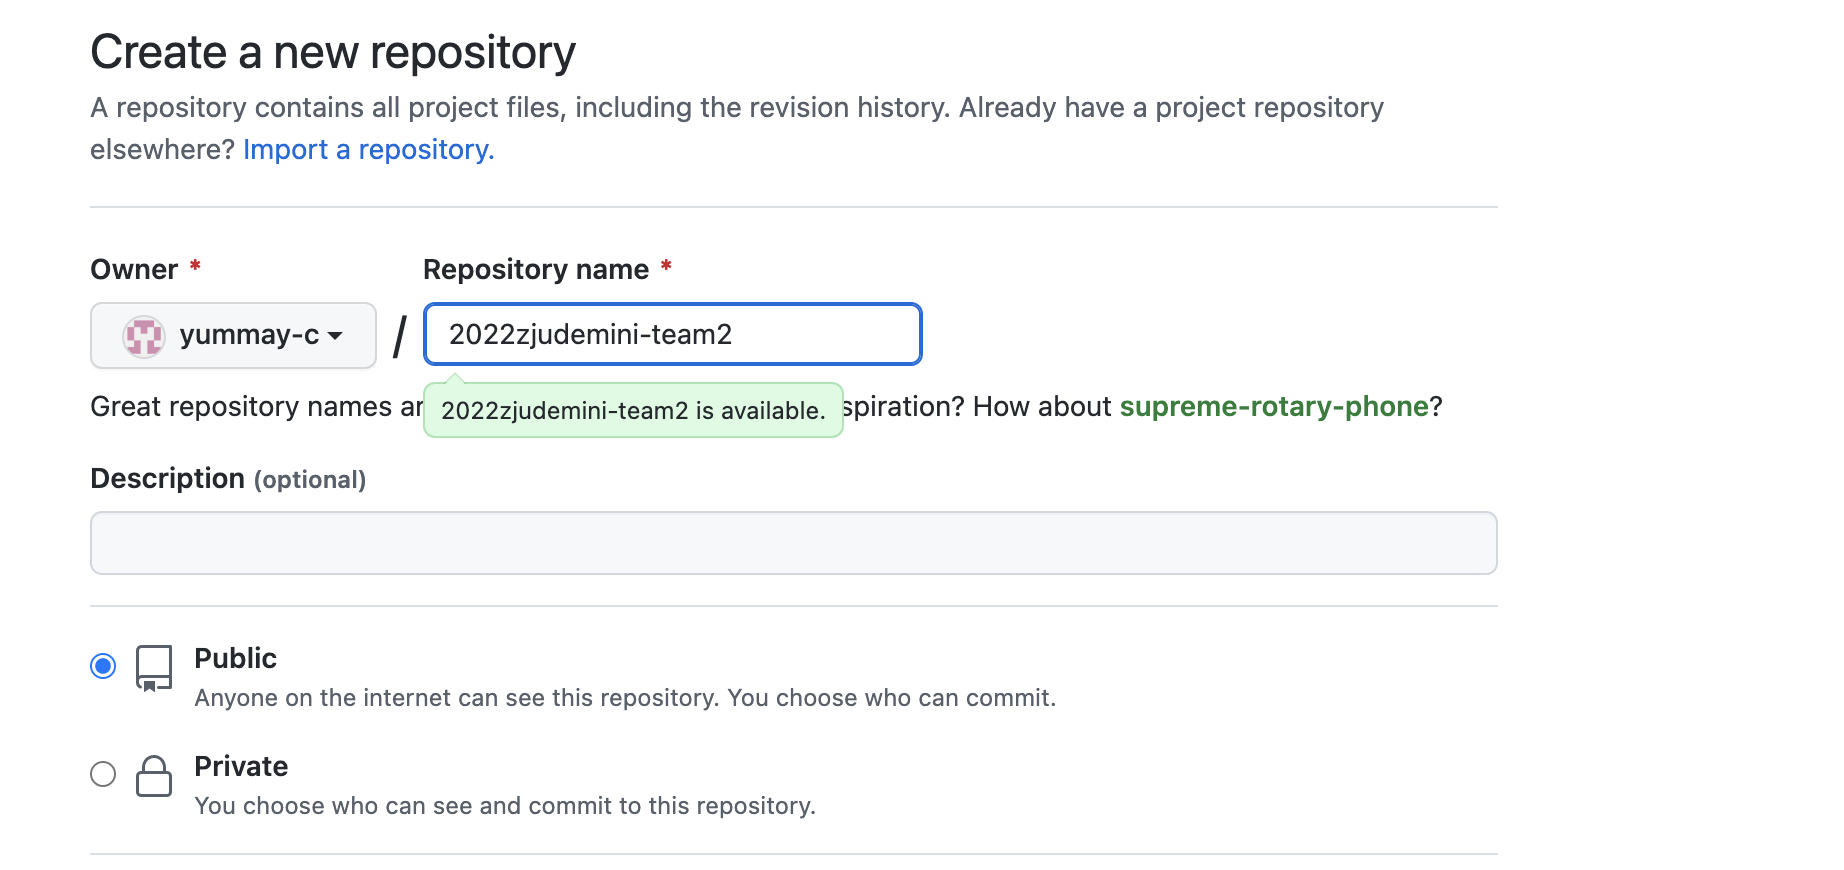 Create a new repository
A repository contains all project files, including the revision history. Already have a project repository
elsewhere? Import a repository.
Owner *
Repository name *
yummay-c
/
2022zjudemini-team2
Great repository names ar
2022zjudemini-team2 is available.
spiration? How about supreme-rotary-phone?
Description (optional)
Public
Anyone on the internet can see this repository. You choose who can commit.
Private
You choose who can see and commit to this repository.